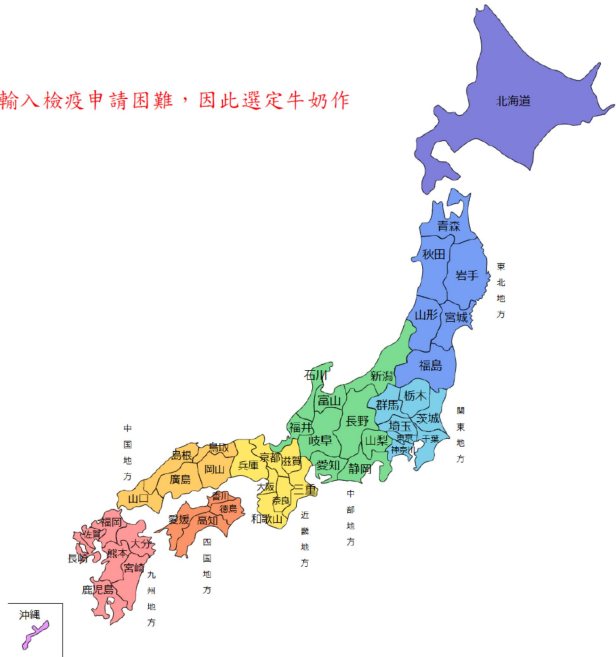 北海道
輸入檢疫申請困難，因此選定牛奶作
青森
秋田
岩手
東北地方
山形
宮城
福島
新潟
石川
富山
群馬
栃木
茨城
関東地方
長野
埼玉
福井
岐阜
山梨
東京
千葉
神奈川
愛知
静岡
中部地方
中国地方
鳥取
島根
岡山
廣島
山口
兵庫
京都
滋賀
大阪
奈良
三重
和歌山
近畿地方
香川
徳島
愛媛
高知
四国地方
福岡
佐賀
大分
長崎
熊本
宮崎
鹿児島
九州地方
沖縄